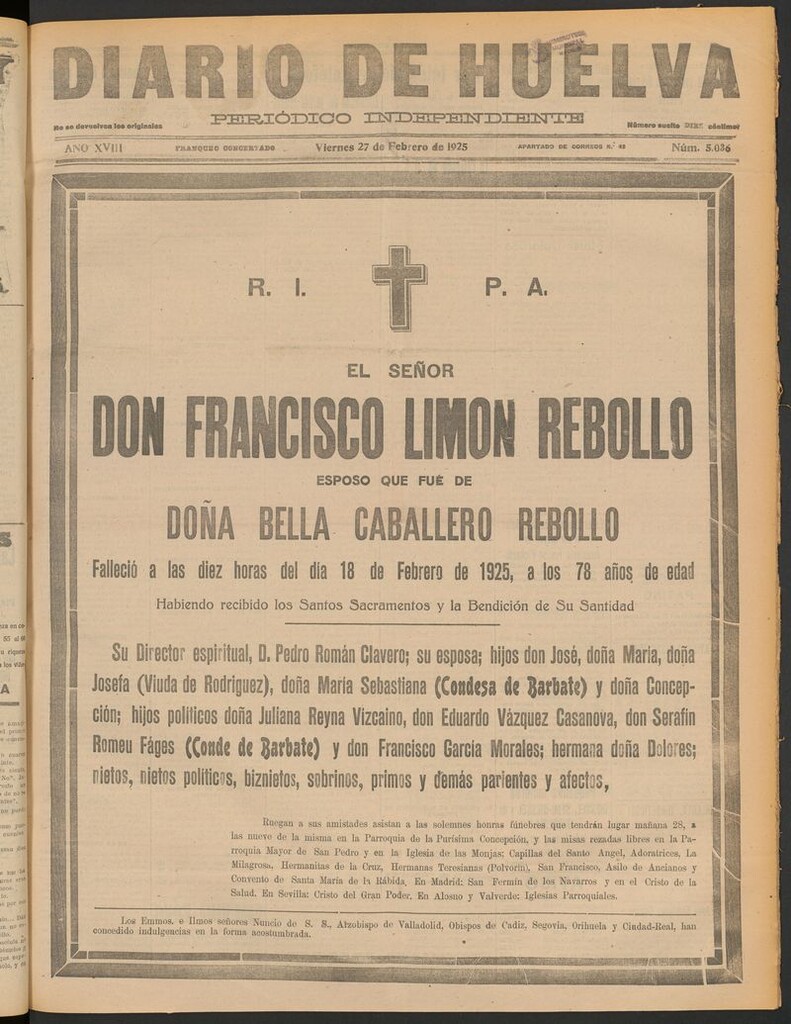 DIARIO DE HUELVA
PERIÓDICO INDEPENDIENTE
No se devuelven los originales
Número suelto DIEZ céntimos
AÑO XVIII
FRANQUEO CONCERTADO
Viernes 27 de Febrero de 1925
APARTADO DE CORREOS N.º 43
Núm. 5.036
R. I. P. A.
EL SEÑOR
DON FRANCISCO LIMON REBOLLO
ESPOSO QUE FUÉ DE
DOÑA BELLA CABALLERO REBOLLO
Falleció a las diez horas del día 18 de Febrero de 1925, a los 78 años de edad
Habiendo recibido los Santos Sacramentos y la Bendición de Su Santidad
Su Director espiritual, D. Pedro Román Clavero; su esposa; hijos don José, doña Maria, doña
Josefa (Viuda de Rodriguez), doña Maria Sebastiana (Condesa de Barbate) y doña Concep-
ción; hijos politicos doña Juliana Reyna Vizcaino, don Eduardo Vázquez Casanova, don Serafin
Romeu Fáges (Conde de Barbate) y don Francisco García Morales; hermana doña Dolores;
nietos, nietos politicos, biznietos, sobrinos, primos y demás parientes y afectos,
Ruegan a sus amistades asistan a las solemnes honras fúnebres que tendrán lugar mañana 28, a
las nueve de la misma en la Parroquia de la Purísima Concepción, y las misas rezadas libres en la Pa-
rroquia Mayor de San Pedro y en la Iglesia de las Monjas; Capillas del Santo Angel, Adoratrices, La
Milagrosa, Hermanitas de la Cruz, Hermanas Teresianas (Polvorín), San Francisco, Asilo de Ancianos y
Convento de Santa María de la Rábida. En Madrid: San Fermín de los Navarros y en el Cristo de la
Salud. En Sevilla: Cristo del Gran Poder. En Alosno y Valverde: Iglesias Parroquiales.
Los Emmos. e Ilmos señores Nuncio de S. S., Atzobispo de Valladolid, Obispos de Cadiz, Segovia, Orihuela y Ciudad-Real, han
concedido indulgencias en la forma acostumbrada.